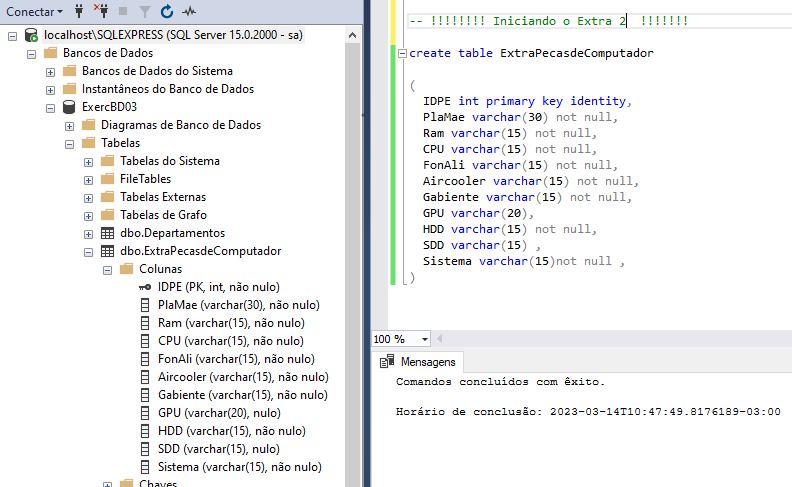 Conectar
localhost\SQLEXPRESS (SQL Server 15.0.2000 - sa)
Bancos de Dados
Bancos de Dados do Sistema
Instantâneos do Banco de Dados
ExercBD03
Diagramas de Banco de Dados
Tabelas
Tabelas do Sistema
FileTables
Tabelas Externas
Tabelas de Grafo
dbo.Departamentos
dbo.ExtraPecasdeComputador
Colunas
IDPE (PK, int, não nulo)
PlaMae (varchar(30), não nulo)
Ram (varchar(15), não nulo)
CPU (varchar(15), não nulo)
FonAli (varchar(15), não nulo)
Aircooler (varchar(15), não nulo)
Gabiente (varchar(15), não nulo)
GPU (varchar(20), nulo)
HDD (varchar(15), não nulo)
SDD (varchar(15), nulo)
Sistema (varchar(15), não nulo)
Chaves
-- !!!!!!!! Iniciando o Extra 2  !!!!!!!
create table ExtraPecasdeComputador
(
IDPE int primary key identity,
PlaMae varchar(30) not null,
Ram varchar(15) not null,
CPU varchar(15) not null,
FonAli varchar(15) not null,
Aircooler varchar(15) not null,
Gabiente varchar(15) not null,
GPU varchar(20),
HDD varchar(15) not null,
SDD varchar(15) ,
Sistema varchar(15)not null ,
)
100 %
Mensagens
Comandos concluídos com êxito.
Horário de conclusão: 2023-03-14T10:47:49.8176189-03:00